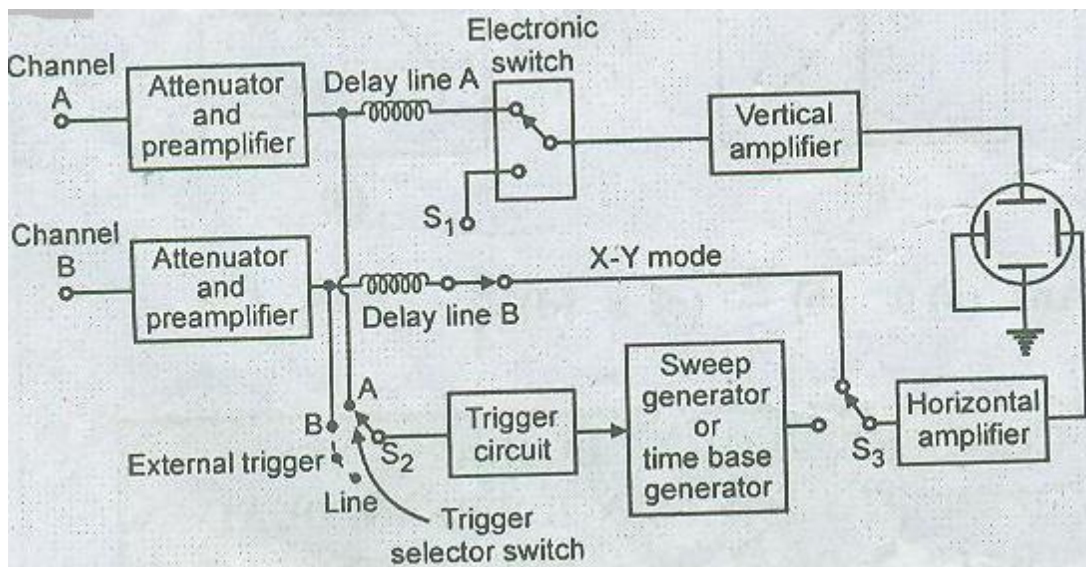 Channel
A
Attenuator
and
preamplifier
Delay line A
Electronic
switch
S1
Vertical
amplifier
Channel
B
Attenuator
and
preamplifier
Delay line B
X-Y mode
A
B
S2
External trigger
Line
Trigger
selector switch
Trigger
circuit
Sweep
generator
or
time base
generator
S3
Horizontal
amplifier